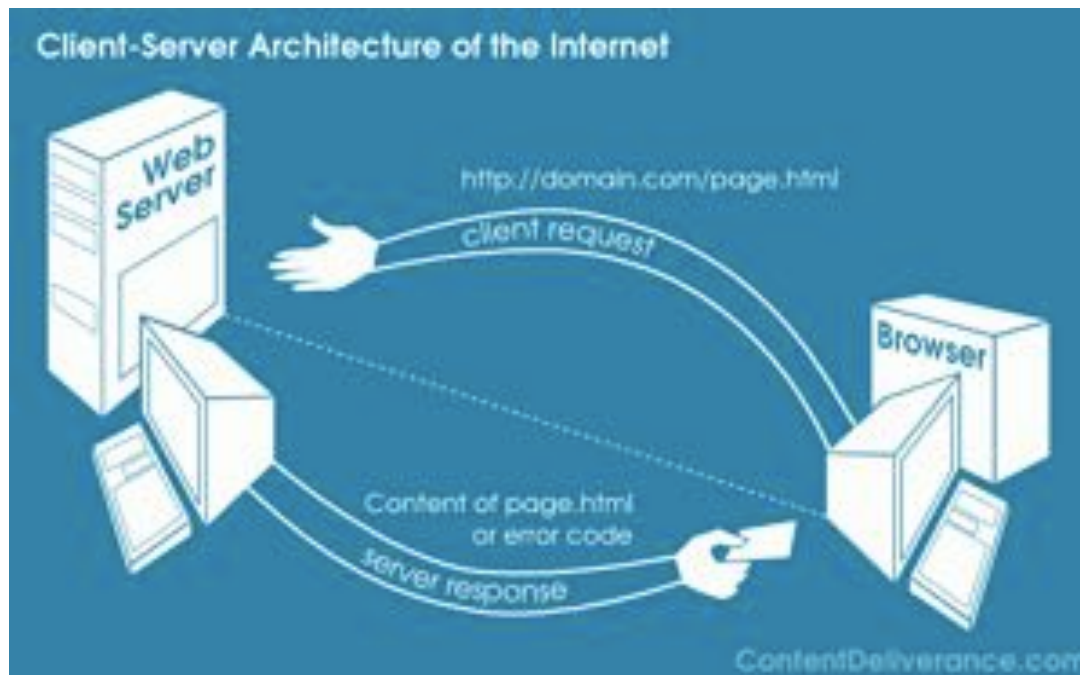 Client-Server Architecture of the Internet
Web
Server
http://domain.com/page.html
client request
Browser
Content of page.html
or error code
server response
ContentDeliverance.com